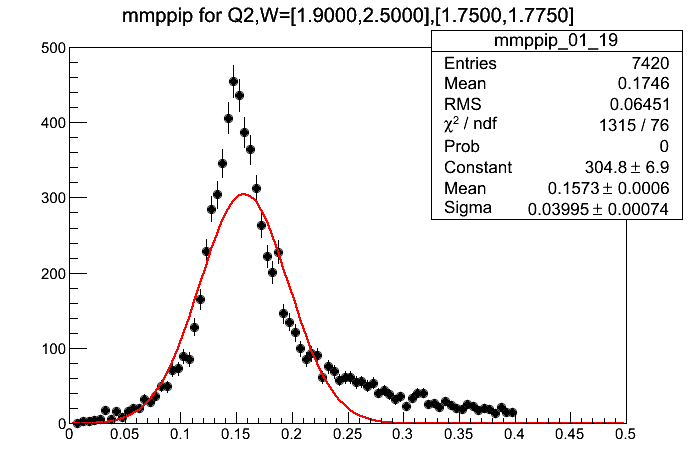 mmppip for Q2,W=[1.9000,2.5000],[1.7500,1.7750]
mmppip_01_19
Entries 7420
Mean 0.1746
RMS 0.06451
χ² / ndf 1315 / 76
Prob 0
Constant 304.8 ± 6.9
Mean 0.1573 ± 0.0006
Sigma 0.03995 ± 0.00074
500
400
300
200
100
0
0 0.05 0.1 0.15 0.2 0.25 0.3 0.35 0.4 0.45 0.5